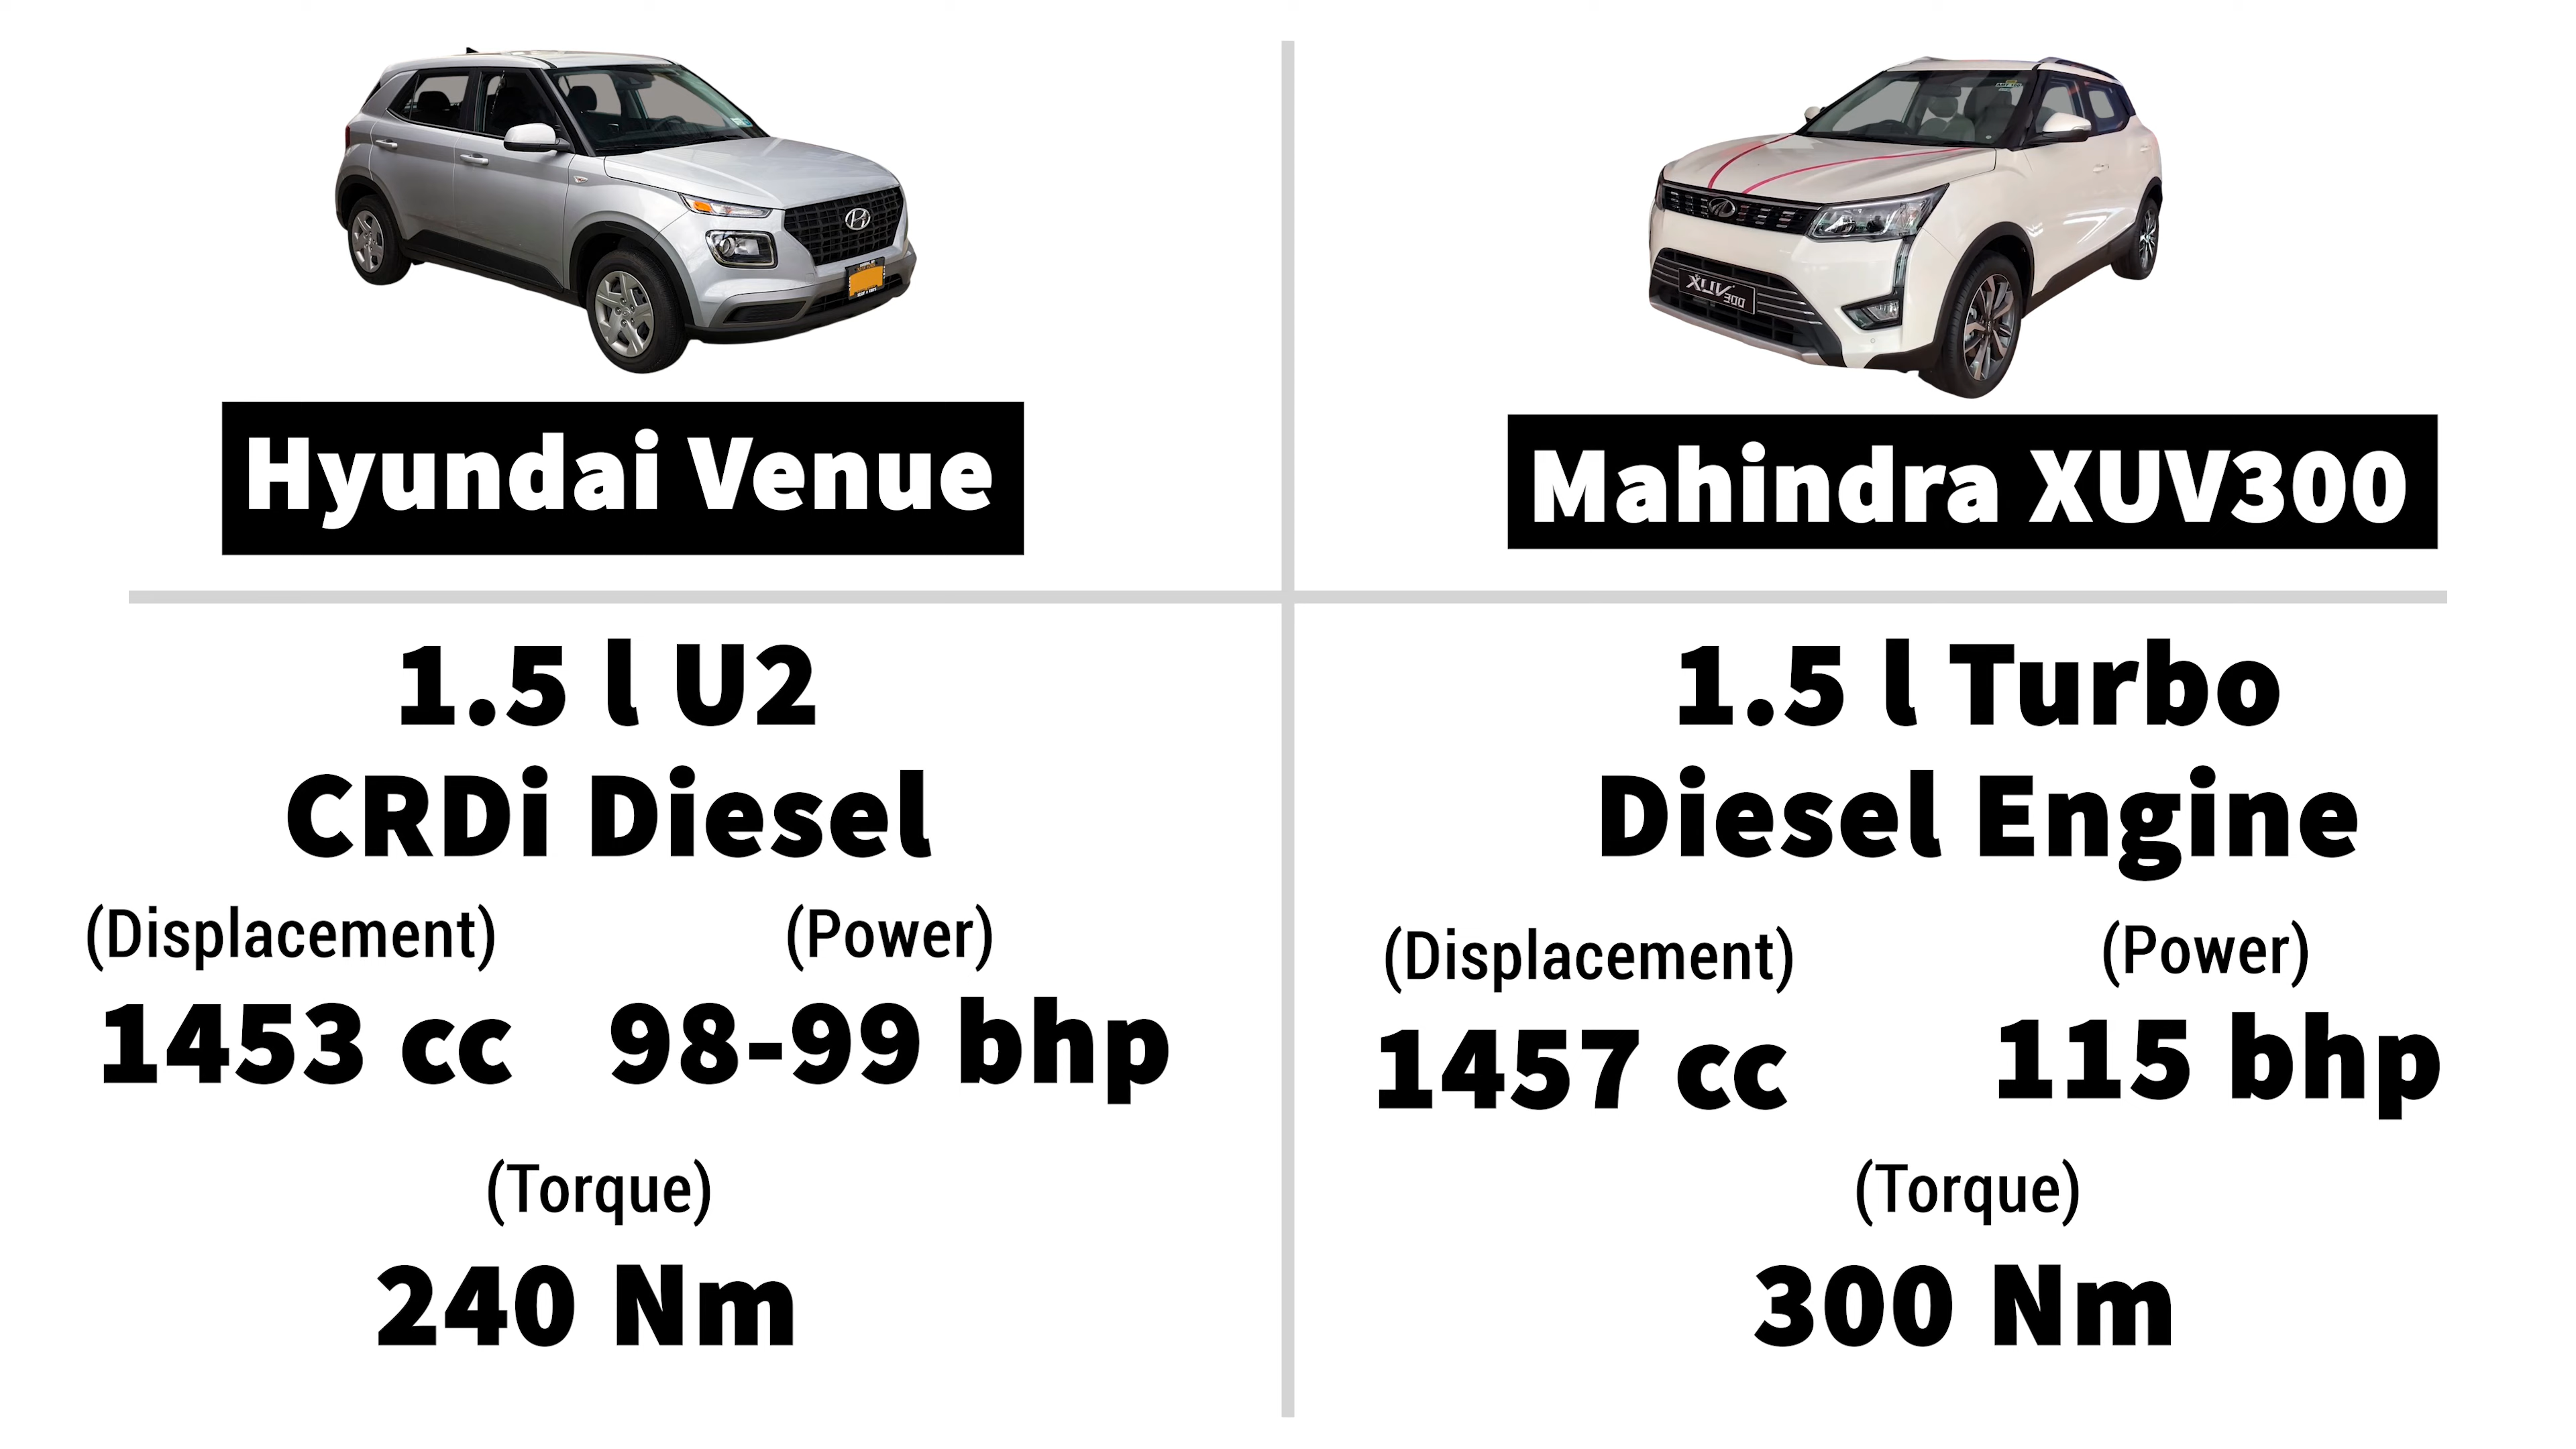 Hyundai Venue
1.5 l U2
CRDi Diesel
(Displacement)
(Power)
1453 cc
98-99 bhp
(Torque)
240 Nm
XUV300
Mahindra XUV300
1.5 l Turbo
Diesel Engine
(Displacement)
(Power)
1457 cc
115 bhp
(Torque)
300 Nm